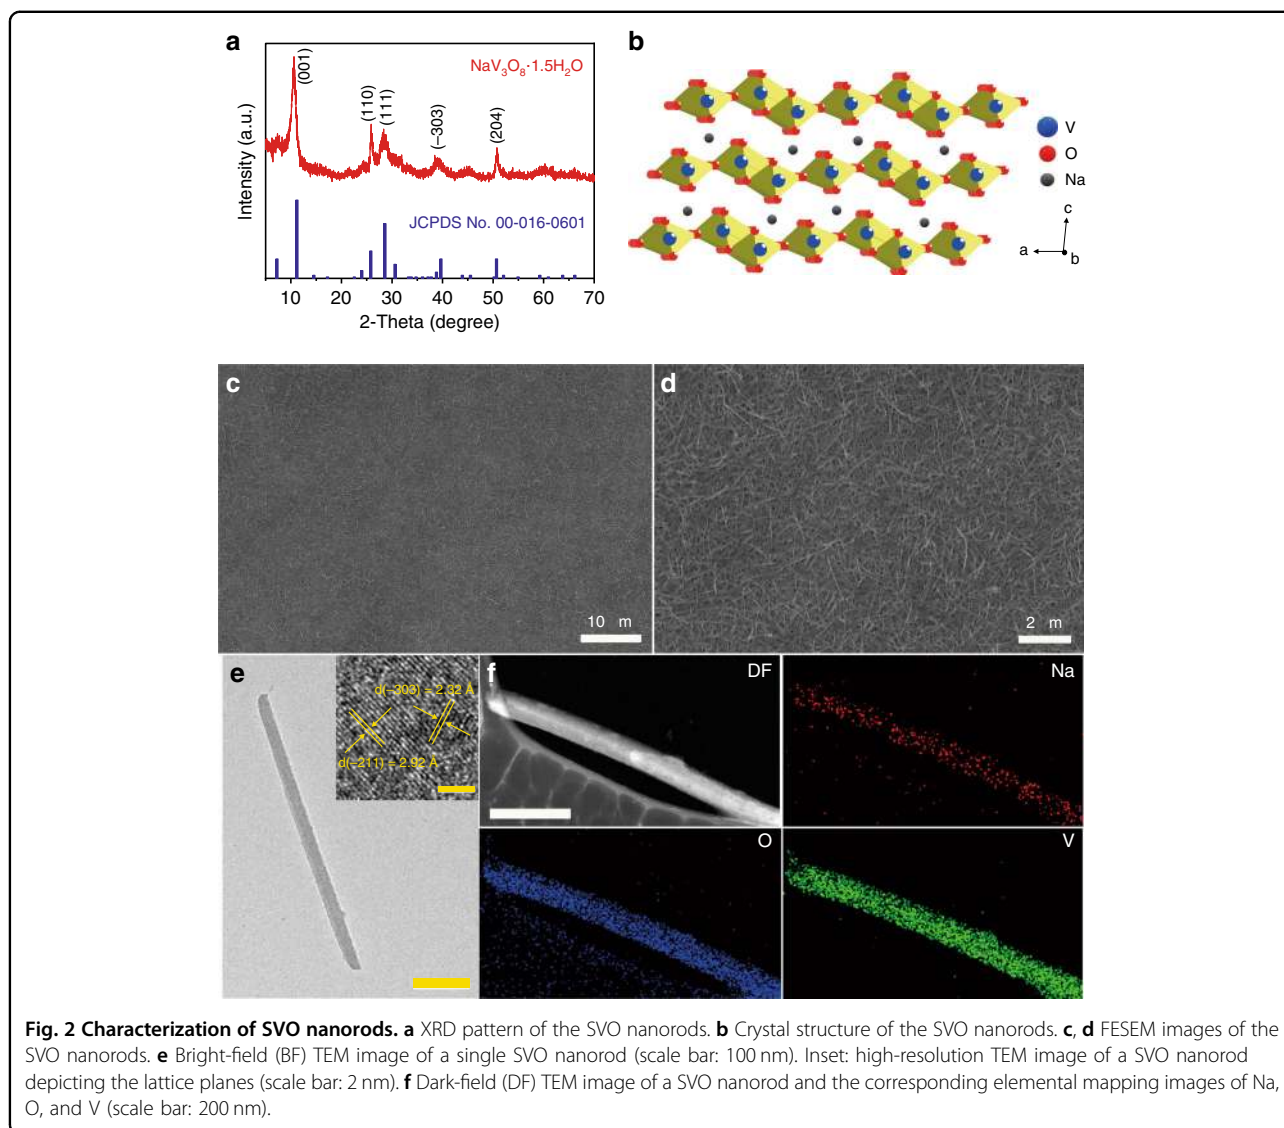 a
NaV₃O₈·1.5H₂O
(001)
(110)
(111)
(−303)
(204)
JCPDS No. 00-016-0601
Intensity (a.u.)
10 20 30 40 50 60 70
2-Theta (degree)
b
V
O
Na
c
a
b
c
10 m
d
2 m
e
d(−303) = 2.32 Å
d(−211) = 2.92 Å
f
DF
Na
O
V
Fig. 2 Characterization of SVO nanorods. a XRD pattern of the SVO nanorods. b Crystal structure of the SVO nanorods. c, d FESEM images of the
SVO nanorods. e Bright-field (BF) TEM image of a single SVO nanorod (scale bar: 100 nm). Inset: high-resolution TEM image of a SVO nanorod
depicting the lattice planes (scale bar: 2 nm). f Dark-field (DF) TEM image of a SVO nanorod and the corresponding elemental mapping images of Na,
O, and V (scale bar: 200 nm).